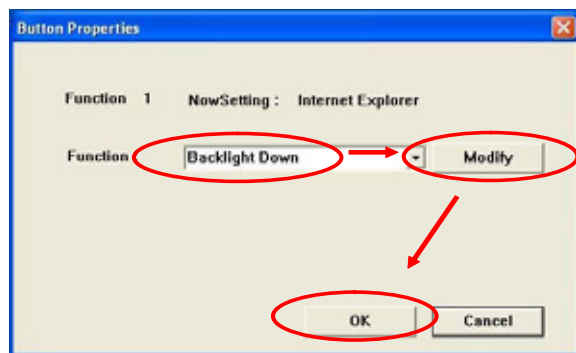 Button Properties
Function 1 NowSetting : Internet Explorer
Function Backlight Down Modify
OK Cancel